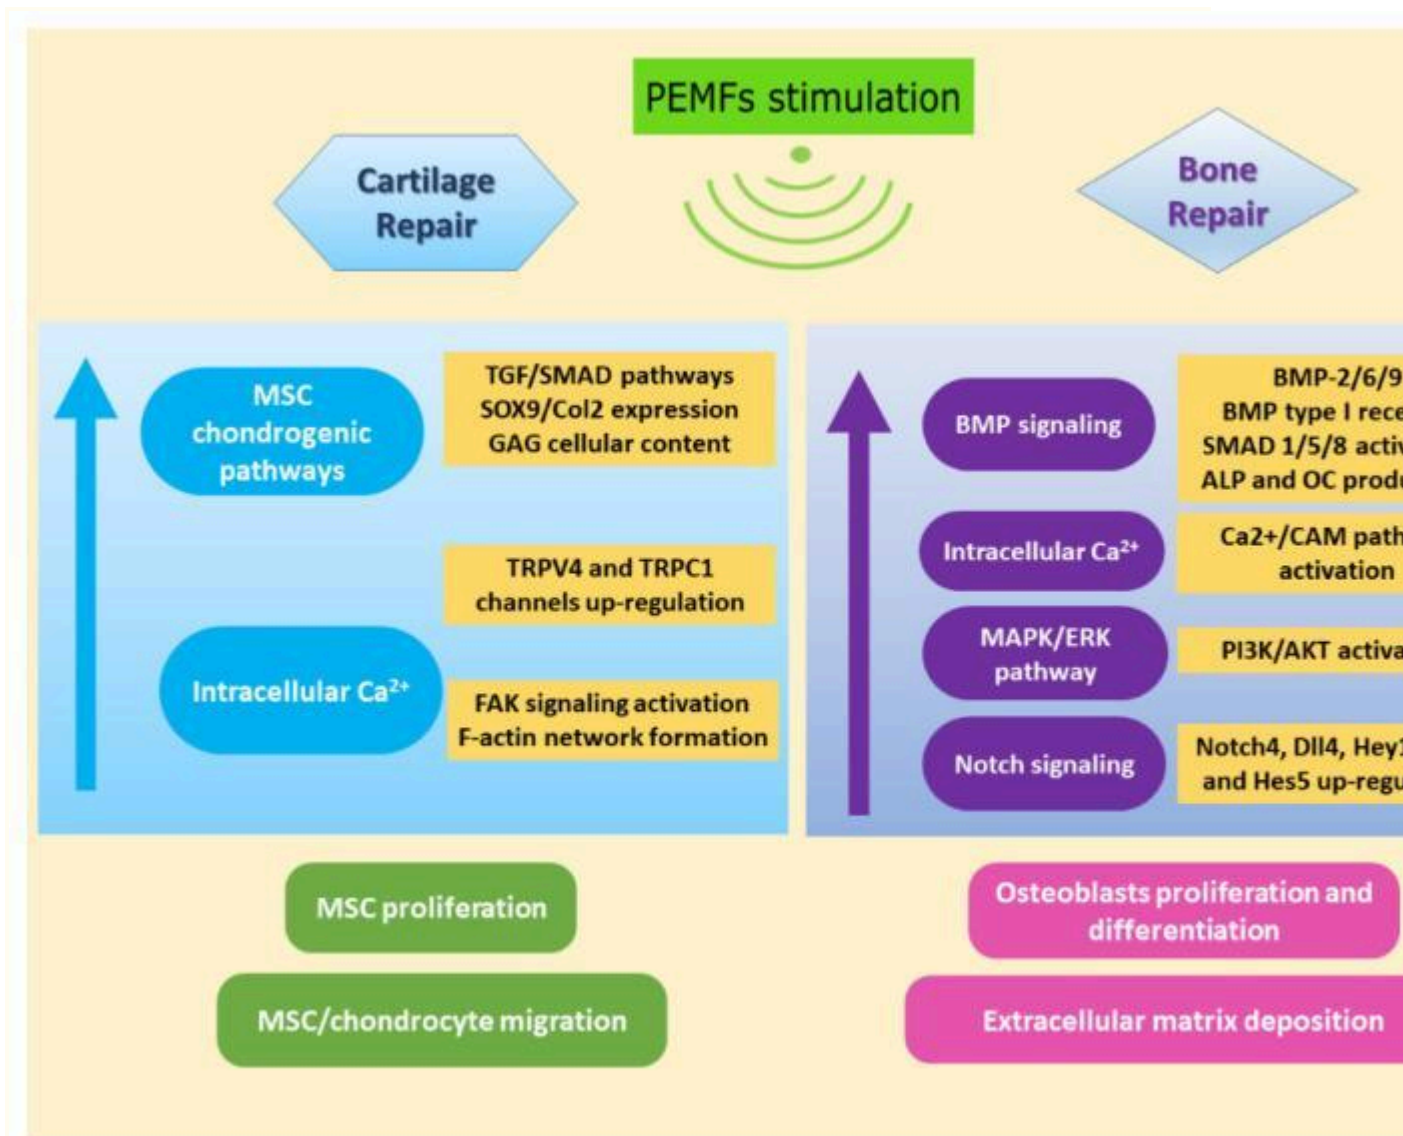 PEMFs stimulation
Cartilage
Repair
Bone
Repair
MSC
chondrogenic
pathways
TGF/SMAD pathways
SOX9/Col2 expression
GAG cellular content
TRPV4 and TRPC1
channels up-regulation
Intracellular Ca²⁺
FAK signaling activation
F-actin network formation
BMP signaling
BMP-2/6/9
BMP type I
SMAD 1/5/8
ALP and OC
Intracellular Ca²⁺
Ca2+/CAM
activation
MAPK/ERK
pathway
PI3K/AKT
Notch signaling
Notch4, Dll4, Hey1
and Hes5
MSC proliferation
MSC/chondrocyte migration
Osteoblasts proliferation and
differentiation
Extracellular matrix deposition